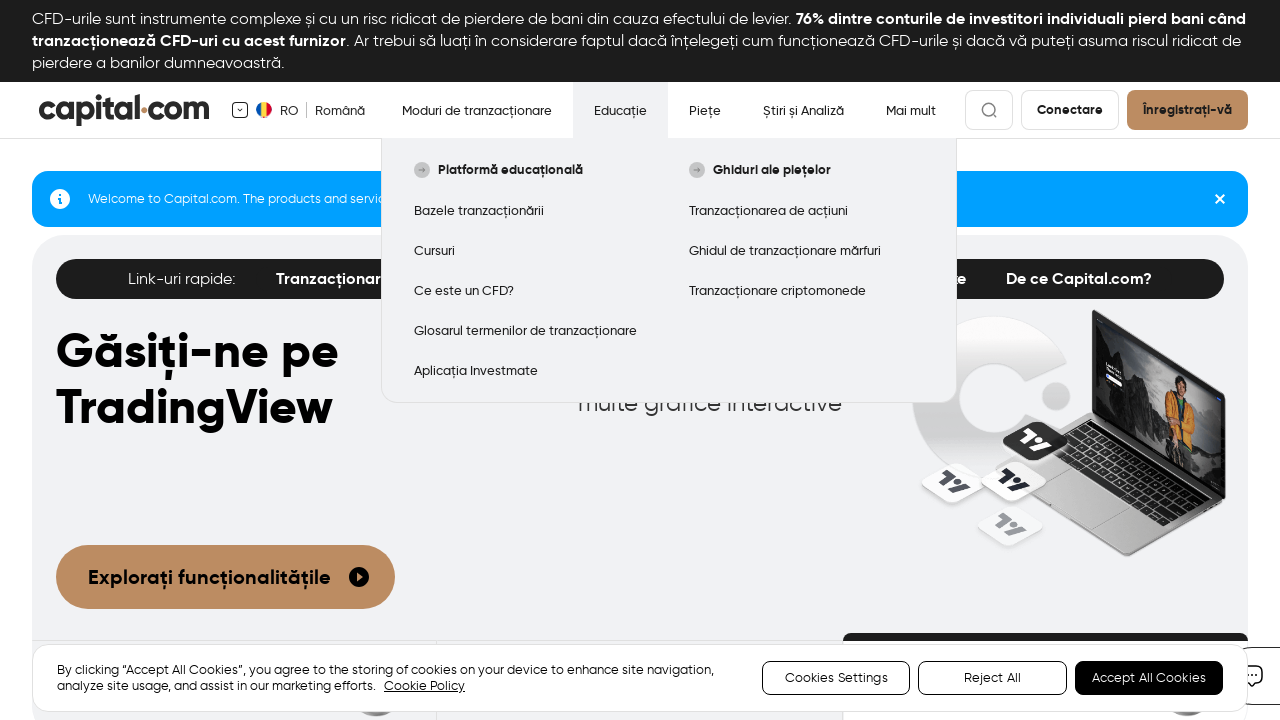 CFD-urile sunt instrumente complexe și cu un risc ridicat de pierdere de bani din cauza efectului de levier. 76% dintre conturile de investitori individuali pierd bani când
tranzacționează CFD-uri cu acest furnizor. Ar trebui să luați în considerare faptul dacă înțelegeți cum funcționează CFD-urile și dacă vă puteți asuma riscul ridicat de
pierdere a banilor dumneavoastră.
capital.com RO Română Moduri de tranzacționare Educație Piețe Știri și Analiză Mai mult Conectare Înregistrați-vă
Platformă educațională
Bazele tranzacționării
Cursuri
Ce este un CFD?
Glosarul termenilor de tranzacționare
Aplicația Investmate
Ghiduri ale piețelor
Tranzacționarea de acțiuni
Ghidul de tranzacționare mărfuri
Tranzacționare criptomonede
Welcome to Capital.com. The products and servic
Link-uri rapide: De ce Capital.com?
Găsiți-ne pe
TradingView
multe grafice interactive
Explorați funcționalitățile
By clicking “Accept All Cookies”, you agree to the storing of cookies on your device to enhance site navigation,
analyze site usage, and assist in our marketing efforts. Cookie Policy
Cookies Settings
Reject All
Accept All Cookies